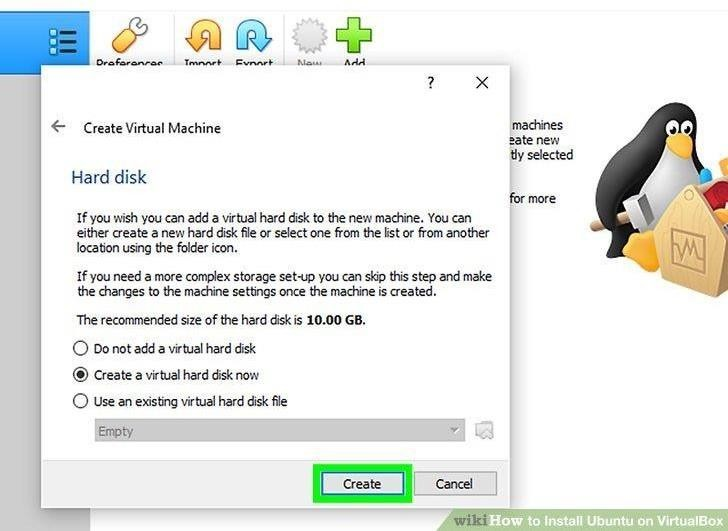 Preferences Import Export New Add
?
Create Virtual Machine
machines
eate new
tly selected
for more
Hard disk
If you wish you can add a virtual hard disk to the new machine. You can
either create a new hard disk file or select one from the list or from another
location using the folder icon.
If you need a more complex storage set-up you can skip this step and make
the changes to the machine settings once the machine is created.
The recommended size of the hard disk is 10.00 GB.
Do not add a virtual hard disk
Create a virtual hard disk now
Use an existing virtual hard disk file
Empty
Create Cancel
wikiHow to Install Ubuntu on VirtualBox